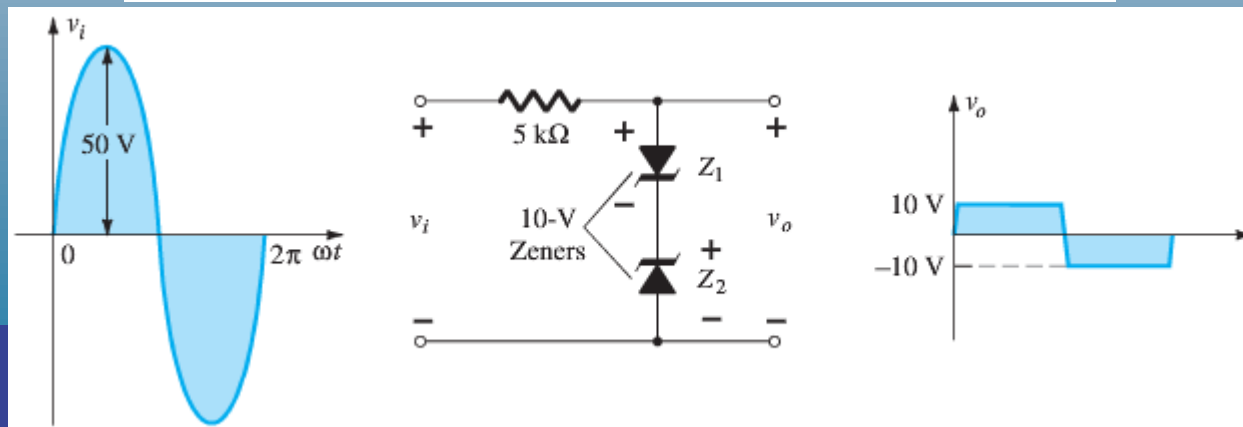 v_i
50 V
0
2π ωt
+
5 kΩ
+
Z_1
+
−
v_i
10-V
Zeners
v_o
+
Z_2
−
−
−
v_o
10 V
−10 V